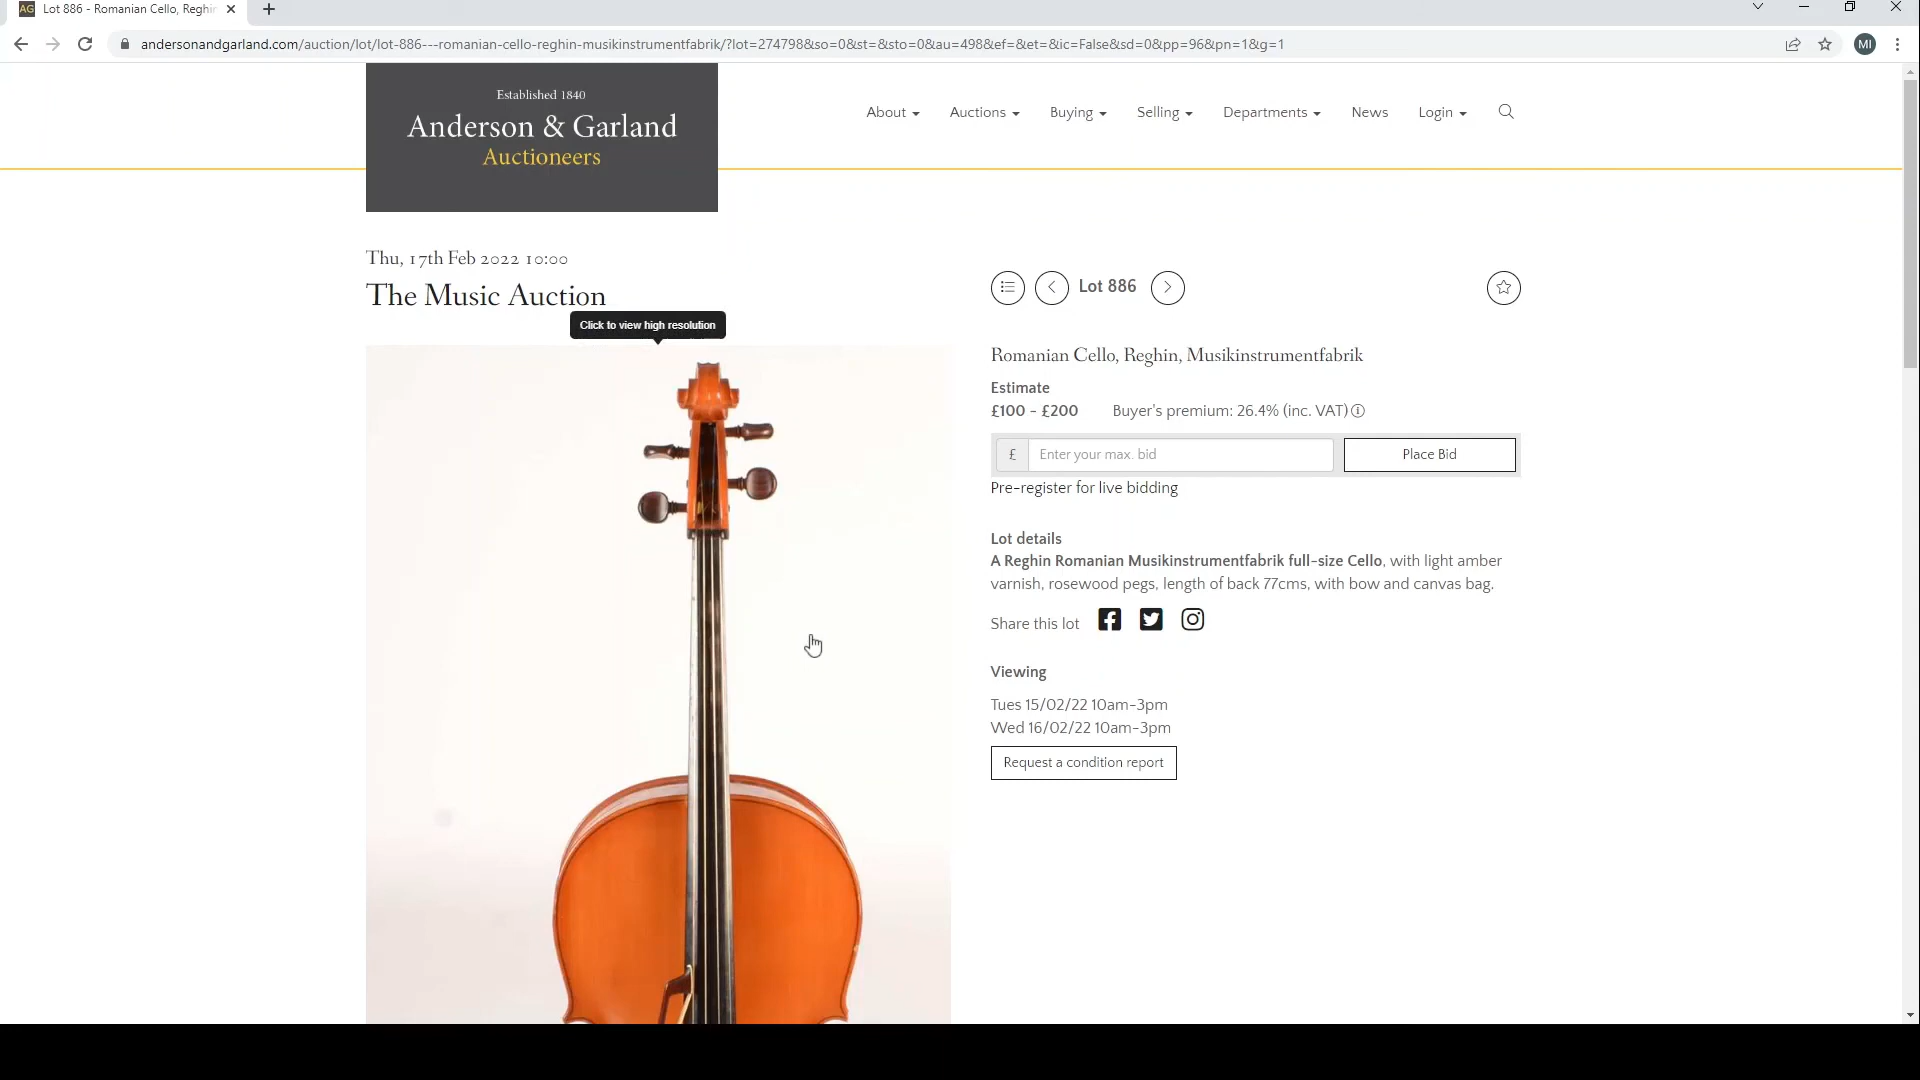 AG Lot 886 - Romanian Cello, Reghin
andersonandgarland.com/auction/lot/lot-886---romanian-cello-reghin-musikinstrumentfabrik/?lot=274798&so=0&st=&sto=0&au=498&ef=&et=&ic=False&sd=0&pp=96&pn=1&g=1
MI
Established 1840
Anderson & Garland
Auctioneers
About Auctions Buying Selling Departments News Login
Thu, 17th Feb 2022 10:00
The Music Auction
Click to view high resolution
Lot 886
Romanian Cello, Reghin, Musikinstrumentfabrik
Estimate
£100 - £200 Buyer's premium: 26.4% (inc. VAT)
£ Enter your max. bid Place Bid
Pre-register for live bidding
Lot details
A Reghin Romanian Musikinstrumentfabrik full-size Cello, with light amber
varnish, rosewood pegs, length of back 77cms, with bow and canvas bag.
Share this lot
Viewing
Tues 15/02/22 10am-3pm
Wed 16/02/22 10am-3pm
Request a condition report